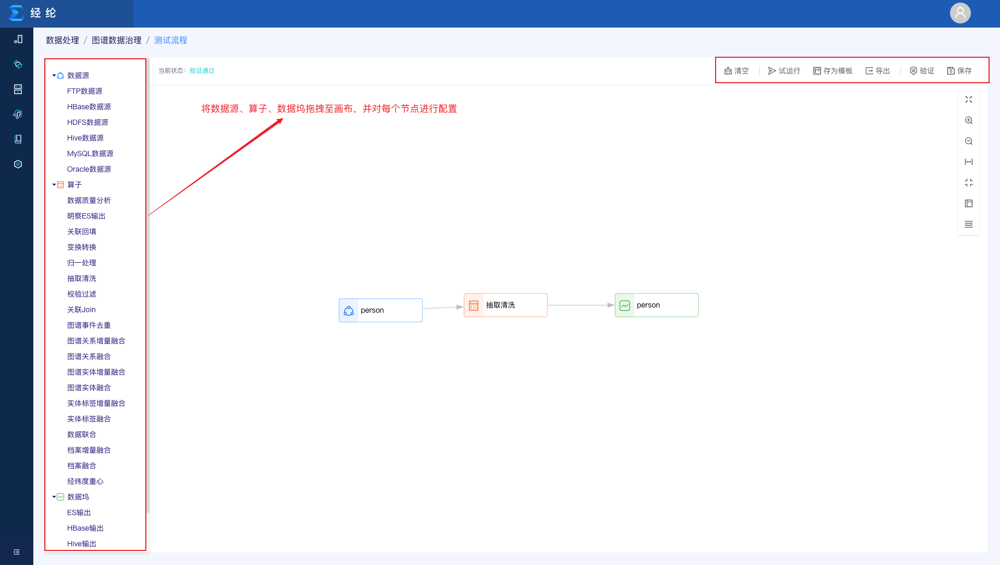 经纶
数据处理 / 图谱数据治理 / 测试流程
数据源
FTP数据源
HBase数据源
HDFS数据源
Hive数据源
MySQL数据源
Oracle数据源
算子
数据质量分析
明察ES输出
关联回填
变换转换
归一处理
抽取清洗
校验过滤
关联Join
图谱事件去重
图谱关系增量融合
图谱关系融合
图谱实体增量融合
图谱实体融合
实体标签增量融合
实体标签融合
数据联合
档案增量融合
档案融合
经纬度重心
数据坞
ES输出
HBase输出
Hive输出
当前状态：验证通过
清空 试运行 存为模板 导出 验证 保存
将数据源、算子、数据坞拖拽至画布，并对每个节点进行配置
person
抽取清洗
person